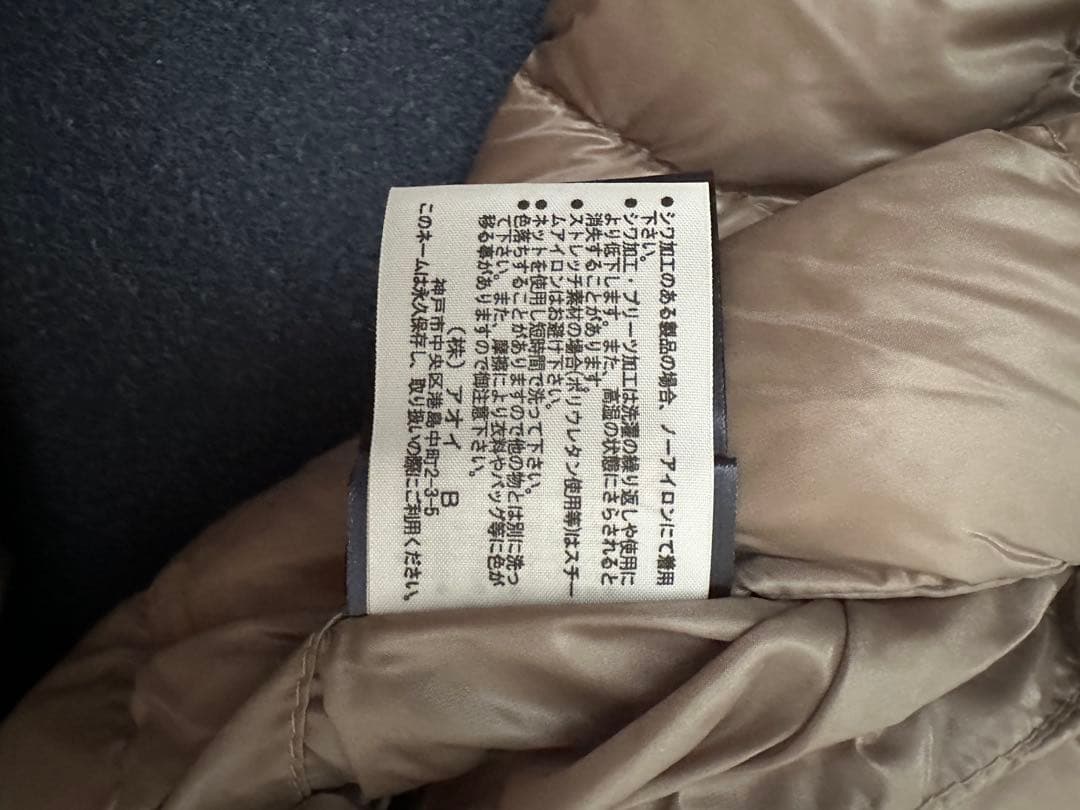 ●シワ加工のある製品の場合、ノーアイロンにて着用
下さい。
●シワ加工・プリーツ加工は洗濯の繰り返しや使用に
より低下します。また、高温の状態にさらされると
消失することがあります。
●ストレッチ素材の場合(ポリウレタン使用等)はスチー
ムアイロンはお避け下さい。
●ネットを使用し短時間で洗って下さい。
●色落ちすることがありますので他の物とは別に洗っ
て下さい。また、摩擦により衣料やバッグ等に色が
移る事がありますので御注意下さい。
(株) アオイ B
神戸市中央区港島中町2-3-5
このネームは永久保存し、取り扱いの際にご利用ください。